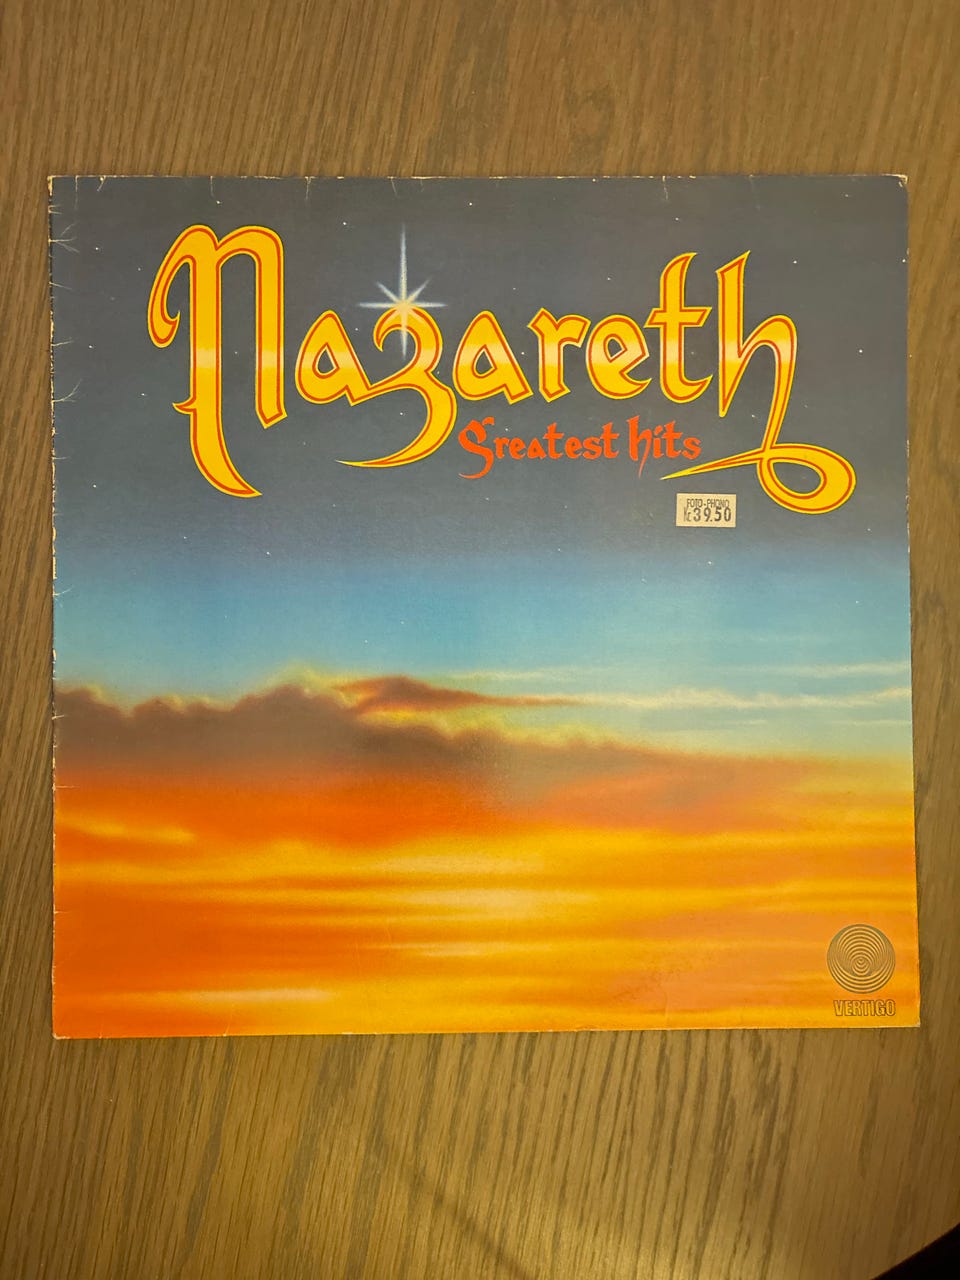 Nazareth
Greatest hits
FOTO-PHONO
Kr 39.50
VERTIGO